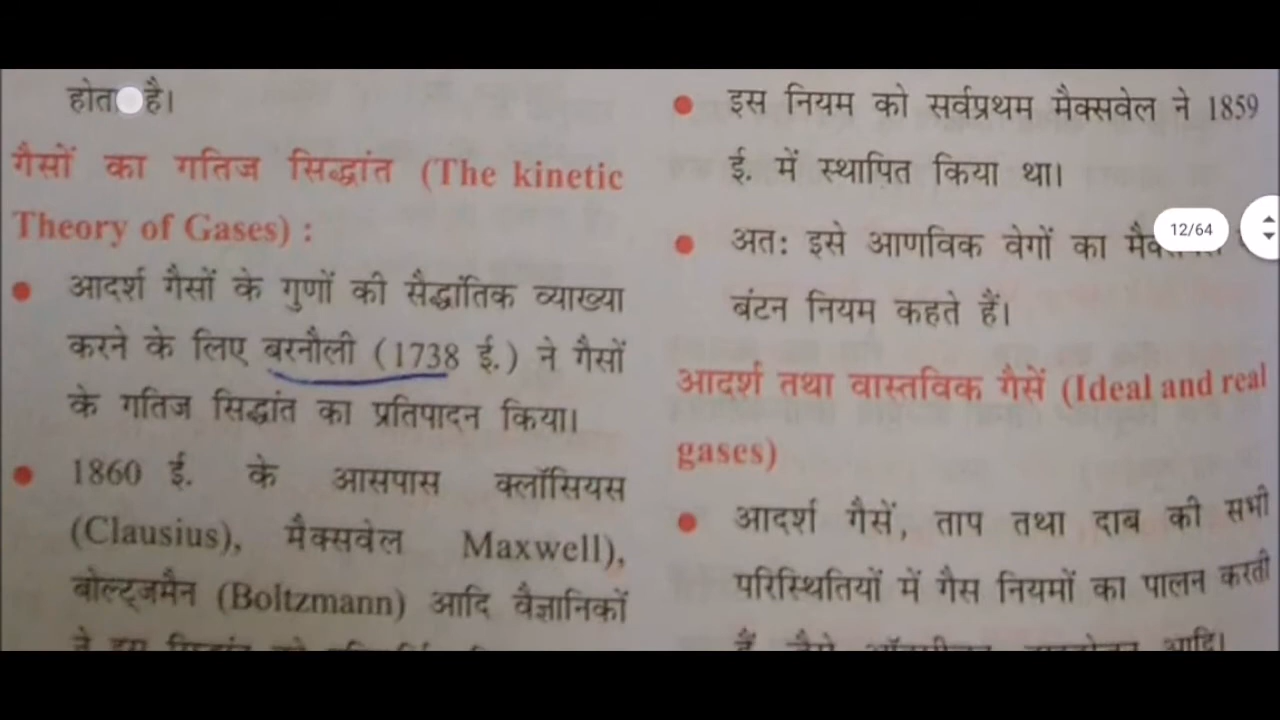 होता है।
गैसों का गतिज सिद्धांत (The kinetic
Theory of Gases) :
आदर्श गैसों के गुणों की सैद्धांतिक व्याख्या
करने के लिए बरनौली (1738 ई.) ने गैसों
के गतिज सिद्धांत का प्रतिपादन किया।
1860 ई. के आसपास क्लॉसियस
(Clausius), मैक्सवेल Maxwell),
बोल्ट्जमैन (Boltzmann) आदि वैज्ञानिकों
इस नियम को सर्वप्रथम मैक्सवेल ने 1859
ई. में स्थापित किया था।
12/64
अत: इसे आणविक वेगों का
बंटन नियम कहते हैं।
आदर्श तथा वास्तविक गैसें (Ideal and real
gases)
आदर्श गैसें, ताप तथा दाब की सभी
परिस्थितियों में गैस नियमों का पालन करती